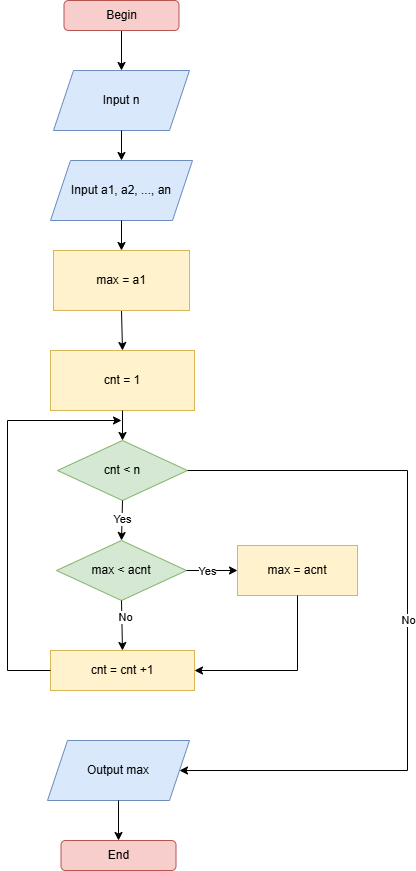 Begin
Input n
Input a1, a2, ..., an
max = a1
cnt = 1
cnt < n
Yes
max < acnt
Yes
max = acnt
No
No
cnt = cnt +1
Output max
End